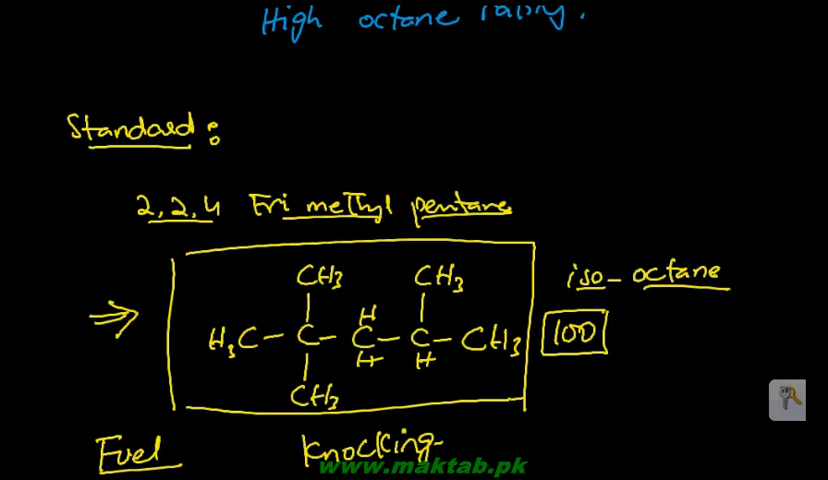 High octane rating.
Standard:
2,2,4 Tri methyl pentane
iso-octane
CH3 CH3
H
H3C - C - C - C - CH3
100
H H
CH3
Fuel Knocking
www.maktab.pk